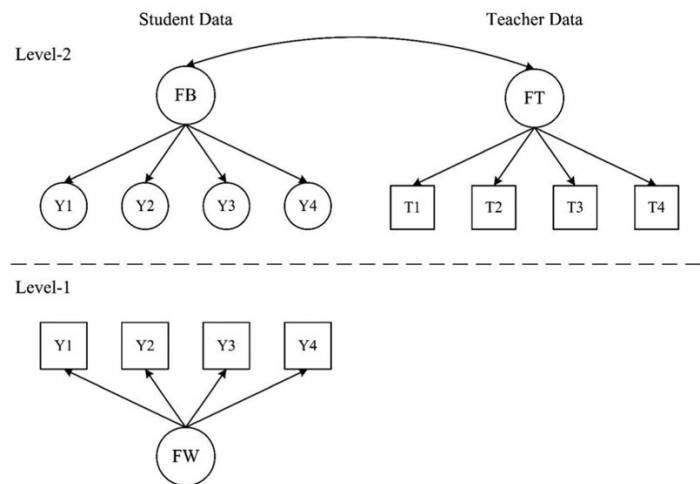 Student Data Teacher Data
Level-2
FB FT
Y1 Y2 Y3 Y4 T1 T2 T3 T4
Level-1
Y1 Y2 Y3 Y4
FW